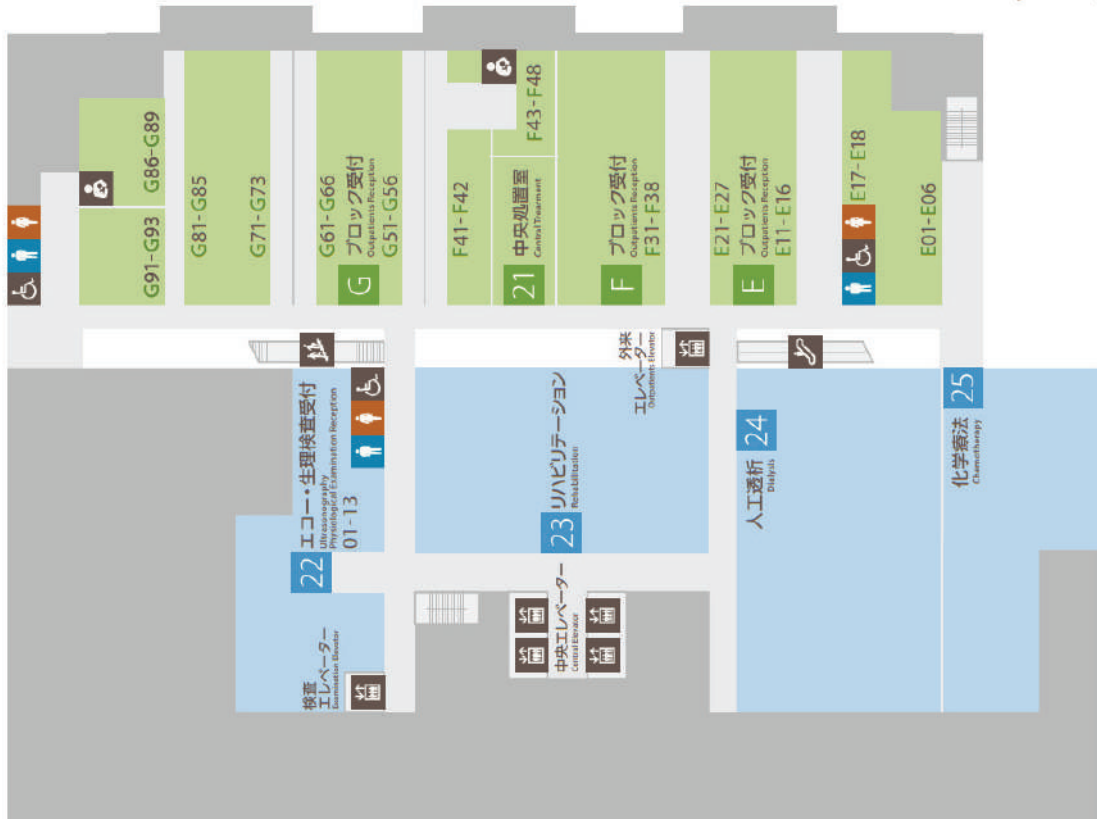 G91-G93
G86-G89
G81-G85
G71-G73
G61-G66
G
ブロック受付
Outpatients Reception
G51-G56
F41-F42
21
中央処置室
Central Treatment
F43-F48
F
ブロック受付
Outpatients Reception
F31-F38
E21-E27
E
ブロック受付
Outpatients Reception
E11-E16
E17-E18
E01-E06
22
エコー・生理検査受付
Ultrasonography
Physiological Examination Reception
01-13
検査
エレベーター
Examination Elevator
23
リハビリテーション
Rehabilitation
中央エレベーター
Central Elevator
外来
エレベーター
Outpatients Elevator
人工透析
Dialysis
24
化学療法
Chemotherapy
25